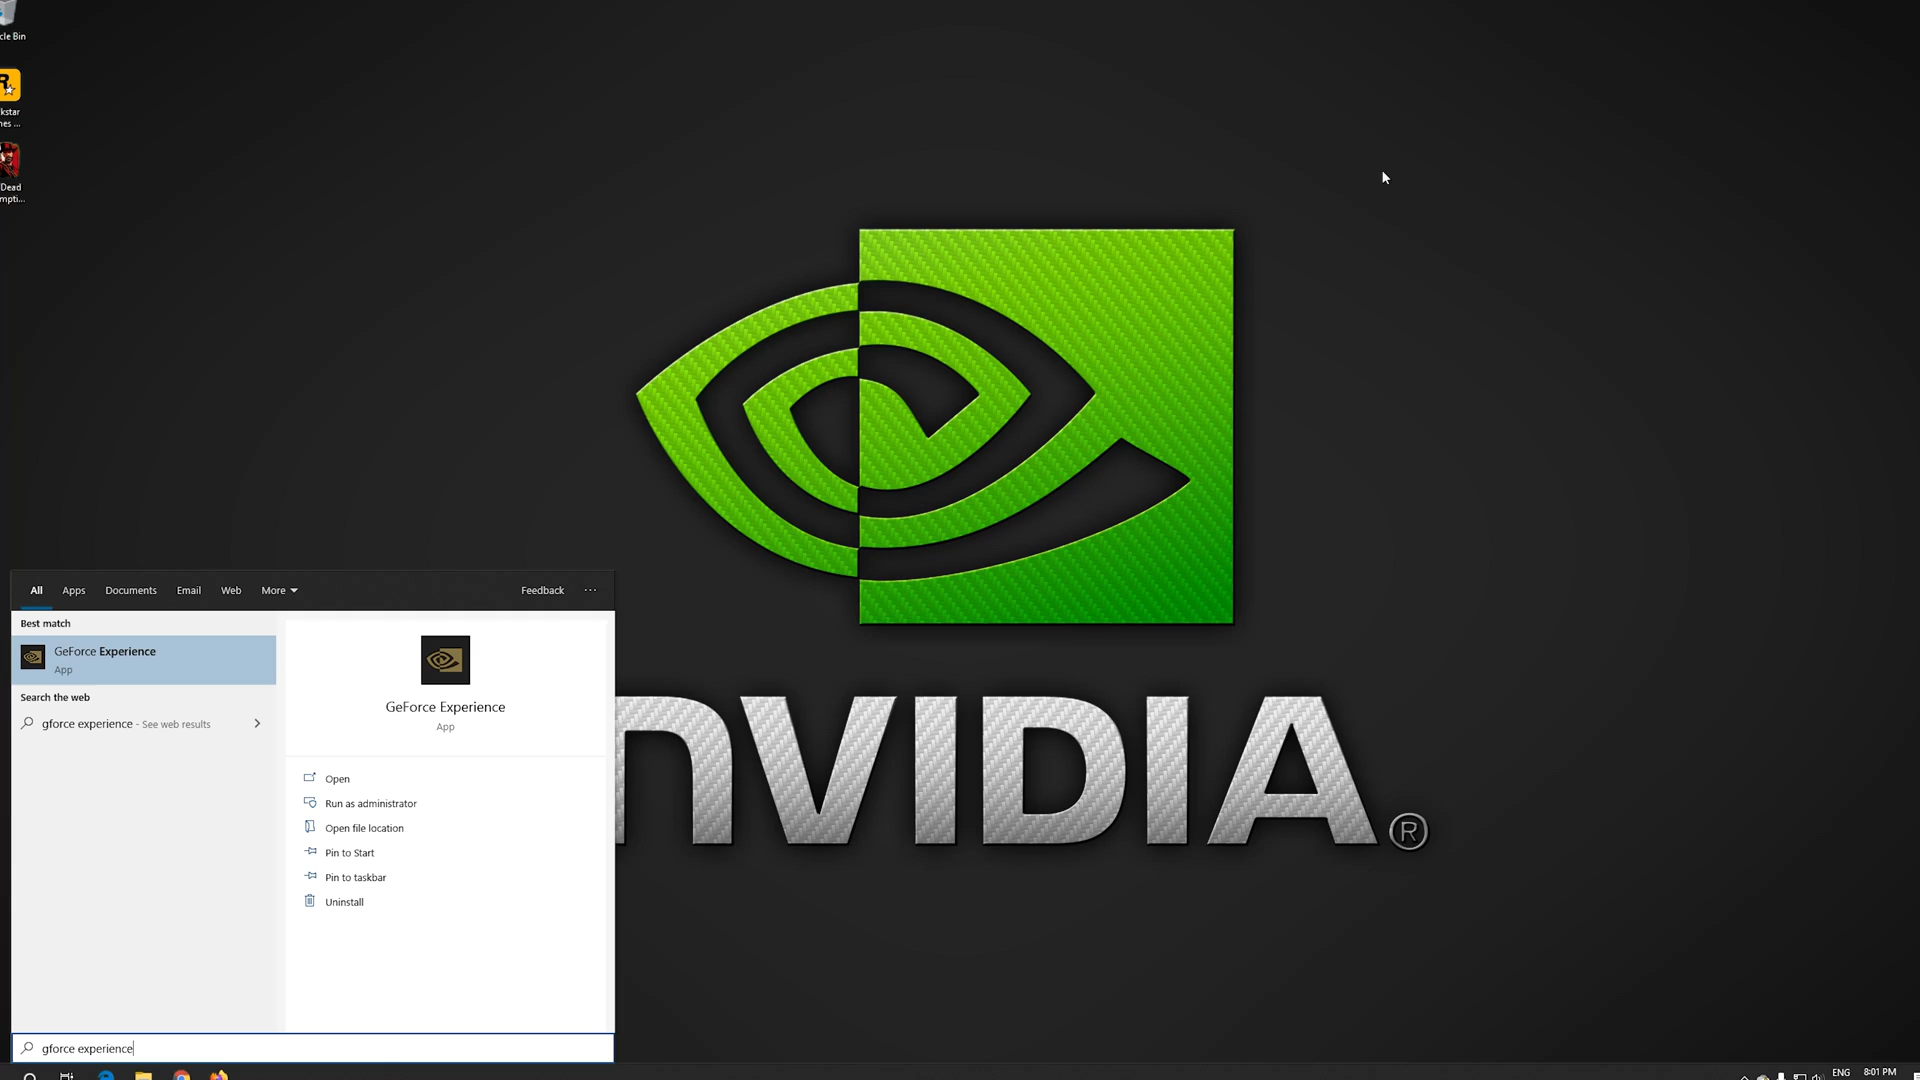 cle Bin
kstar
nes ...
Dead
mpti...
nVIDIA®
All Apps Documents Email Web More Feedback ...
Best match
GeForce Experience
App
Search the web
gforce experience - See web results
GeForce Experience
App
Open
Run as administrator
Open file location
Pin to Start
Pin to taskbar
Uninstall
gforce experience
ENG 8:01 PM